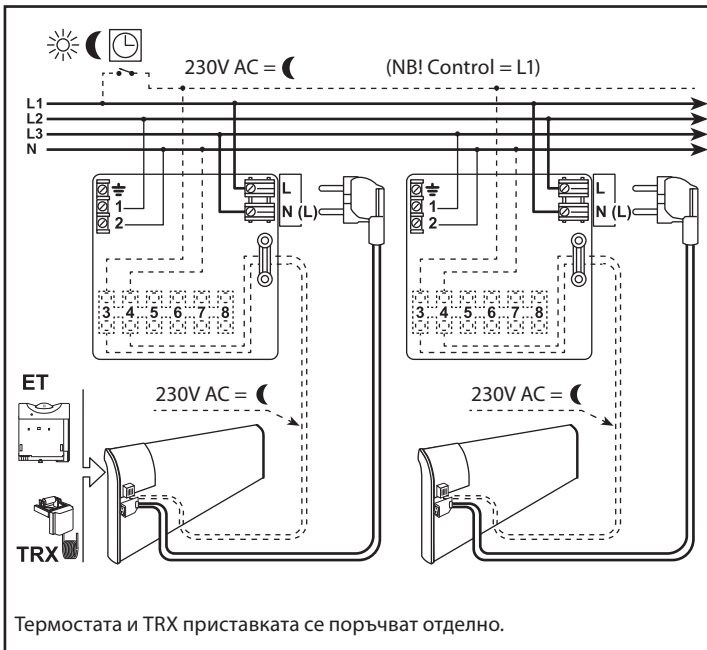 230V AC = (NB! Control = L1)
L1
L2
L3
N
L
N (L)
1
2
3 4 5 6 7 8
L
N (L)
1
2
3 4 5 6 7 8
ET
230V AC =
230V AC =
TRX
Термостата и TRX приставката се поръчват отделно.